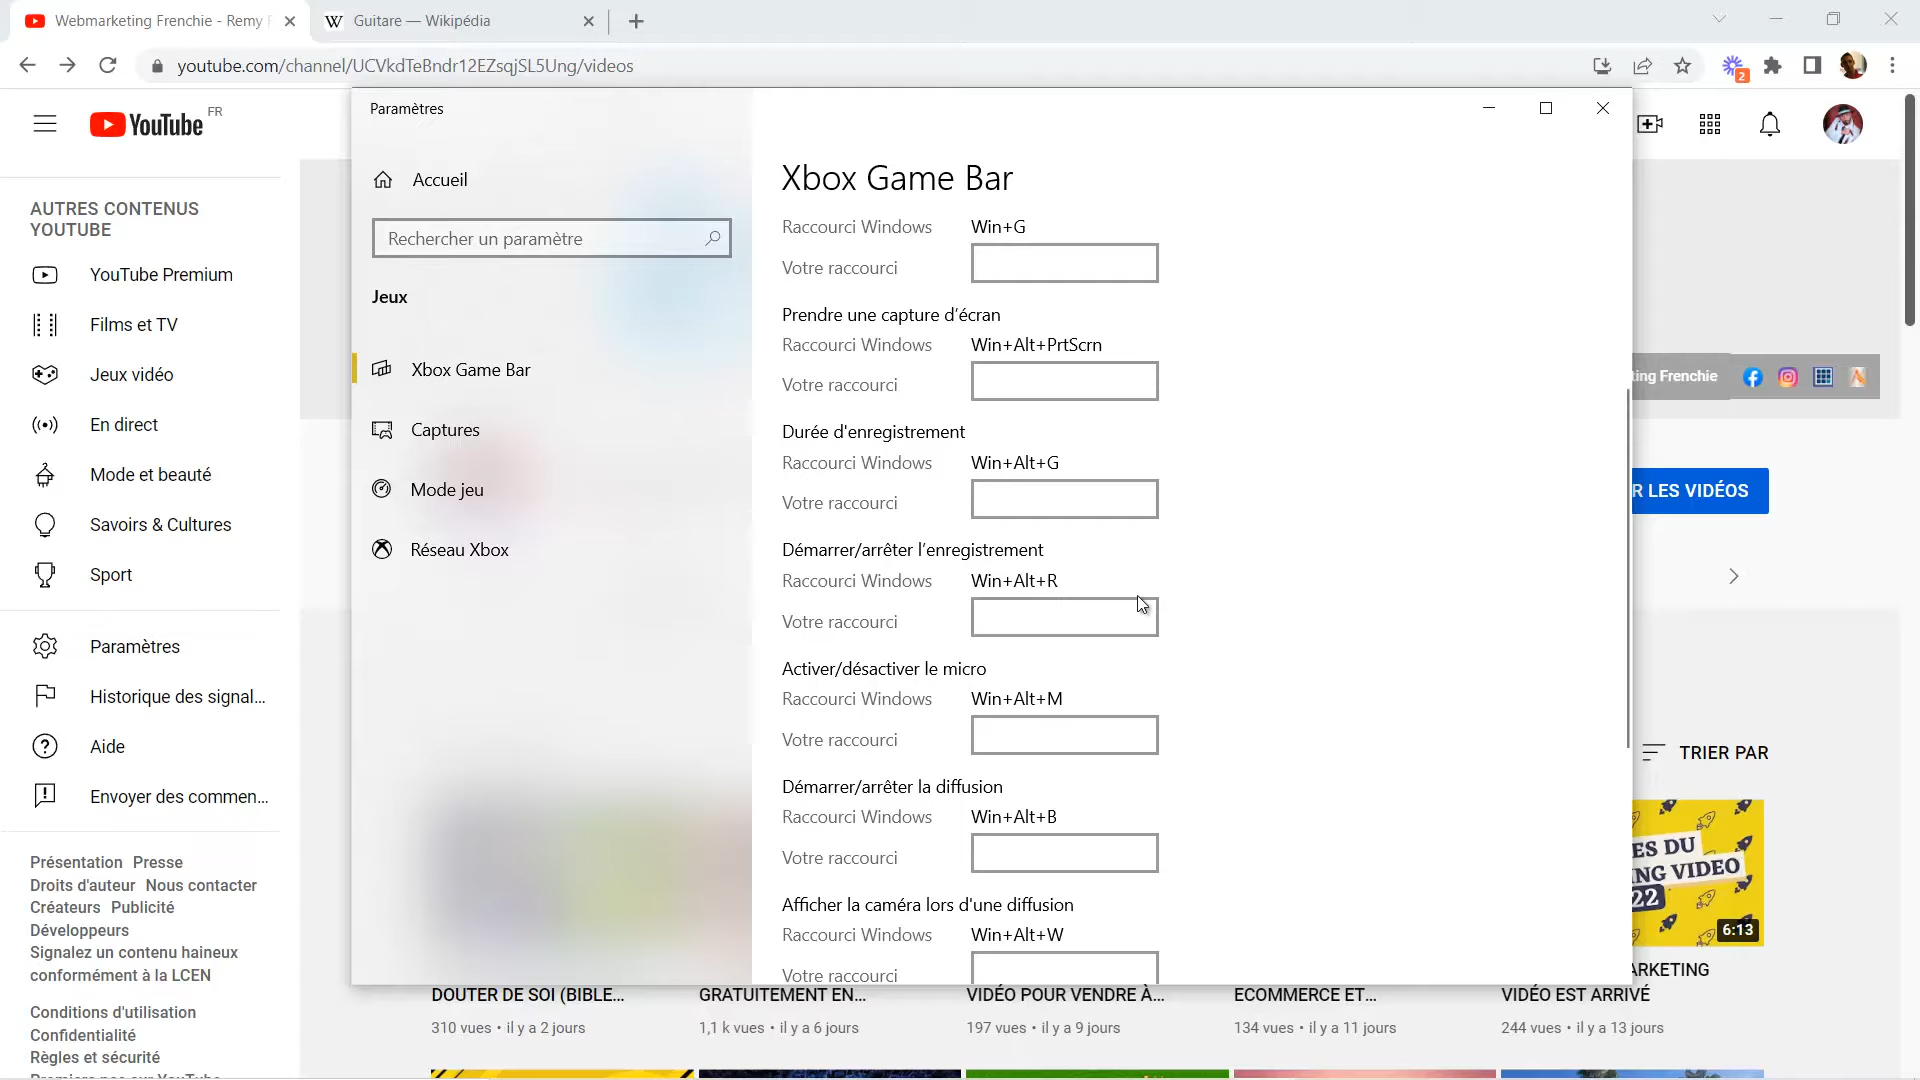 Webmarketing Frenchie - Remy
Guitare — Wikipédia
youtube.com/channel/UCVkdTeBndr12EZsqjSL5Ung/videos
2
YouTube FR
AUTRES CONTENUS
YOUTUBE
YouTube Premium
Films et TV
Jeux vidéo
En direct
Mode et beauté
Savoirs & Cultures
Sport
Paramètres
Historique des signal...
Aide
Envoyer des commen...
Présentation Presse
Droits d'auteur Nous contacter
Créateurs Publicité
Développeurs
Signalez un contenu haineux
conformément à la LCEN
Conditions d'utilisation
Confidentialité
Règles et sécurité
Paramètres
Accueil
Rechercher un paramètre
Jeux
Xbox Game Bar
Captures
Mode jeu
Réseau Xbox
Xbox Game Bar
Raccourci Windows Win+G
Votre raccourci
Prendre une capture d'écran
Raccourci Windows Win+Alt+PrtScrn
Votre raccourci
Durée d'enregistrement
Raccourci Windows Win+Alt+G
Votre raccourci
Démarrer/arrêter l'enregistrement
Raccourci Windows Win+Alt+R
Votre raccourci
Activer/désactiver le micro
Raccourci Windows Win+Alt+M
Votre raccourci
Démarrer/arrêter la diffusion
Raccourci Windows Win+Alt+B
Votre raccourci
Afficher la caméra lors d'une diffusion
Raccourci Windows Win+Alt+W
Votre raccourci
ting Frenchie
R LES VIDÉOS
TRIER PAR
ES DU
NG VIDEO
22
6:13
ARKETING
DOUTER DE SOI (BIBLE...
310 vues • il y a 2 jours
GRATUITEMENT EN...
1,1 k vues • il y a 6 jours
VIDÉO POUR VENDRE À...
197 vues • il y a 9 jours
ECOMMERCE ET...
134 vues • il y a 11 jours
VIDÉO EST ARRIVÉ
244 vues • il y a 13 jours